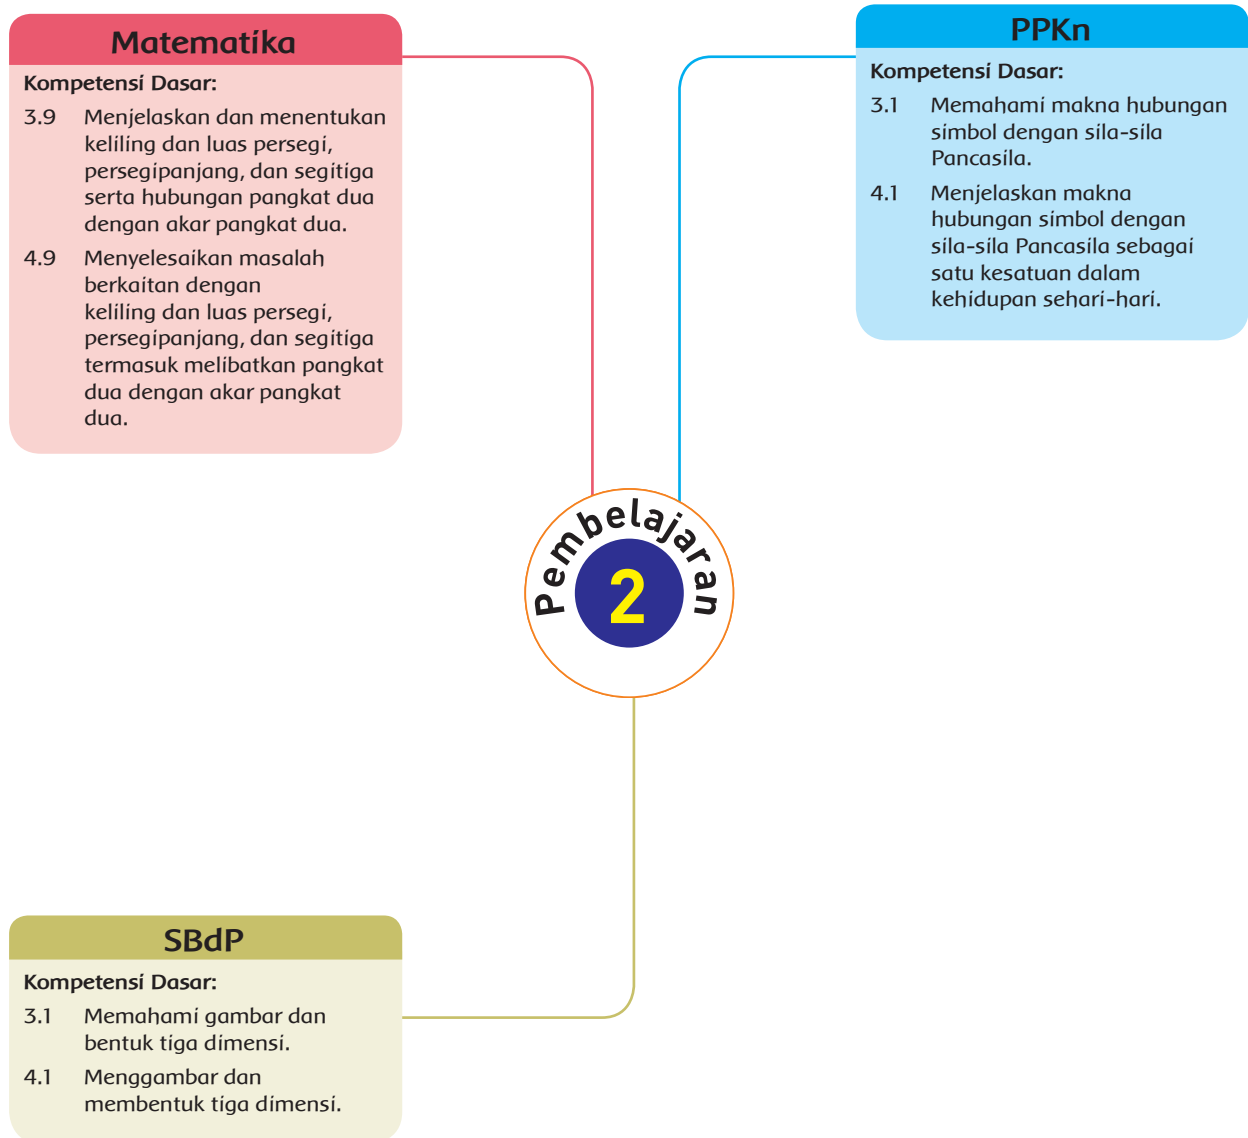 Matematika
Kompetensi Dasar:
3.9 Menjelaskan dan menentukan
keliling dan luas persegi,
persegipanjang, dan segitiga
serta hubungan pangkat dua
dengan akar pangkat dua.
4.9 Menyelesaikan masalah
berkaitan dengan
keliling dan luas persegi,
persegipanjang, dan segitiga
termasuk melibatkan pangkat
dua dengan akar pangkat
dua.
PPKn
Kompetensi Dasar:
3.1 Memahami makna hubungan
simbol dengan sila-sila
Pancasila.
4.1 Menjelaskan makna
hubungan simbol dengan
sila-sila Pancasila sebagai
satu kesatuan dalam
kehidupan sehari-hari.
Pembelajaran
2
SBdP
Kompetensi Dasar:
3.1 Memahami gambar dan
bentuk tiga dimensi.
4.1 Menggambar dan
membentuk tiga dimensi.